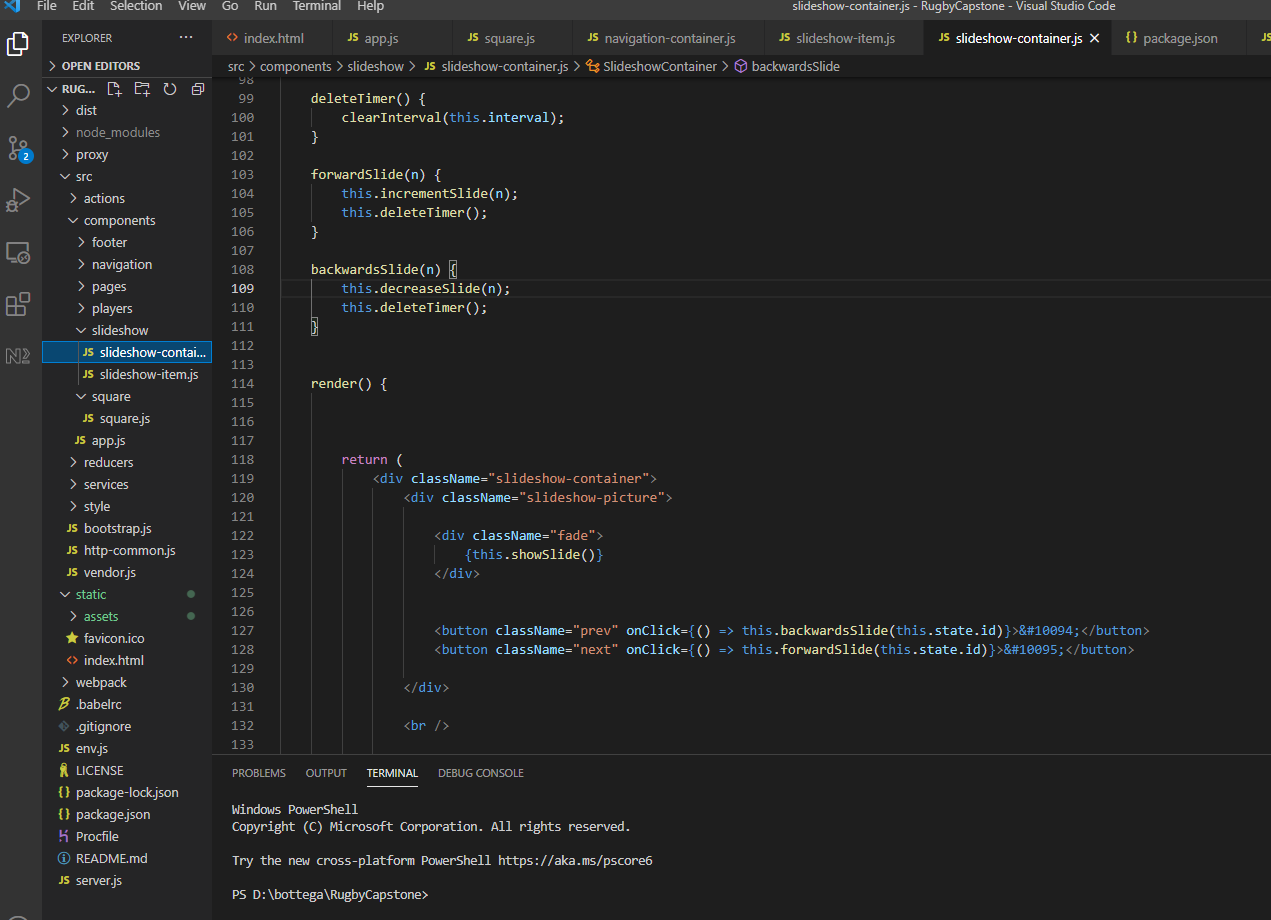 File Edit Selection View Go Run Terminal Help slideshow-container.js - RugbyCapstone - Visual Studio Code
EXPLORER ···
<> index.html JS app.js JS square.js JS navigation-container.js JS slideshow-item.js JS slideshow-container.js {} package.json JS
OPEN EDITORS
src > components > slideshow > JS slideshow-container.js > SlideshowContainer > backwardsSlide
RUG...
dist
node_modules
proxy
src
actions
components
footer
navigation
pages
players
slideshow
JS slideshow-contai...
JS slideshow-item.js
square
JS square.js
JS app.js
reducers
services
style
JS bootstrap.js
JS http-common.js
JS vendor.js
static
assets
favicon.ico
<> index.html
webpack
.babelrc
.gitignore
JS env.js
LICENSE
{} package-lock.json
{} package.json
Procfile
README.md
JS server.js
2
98
99 deleteTimer() {
100 clearInterval(this.interval);
101 }
102
103 forwardSlide(n) {
104 this.incrementSlide(n);
105 this.deleteTimer();
106 }
107
108 backwardsSlide(n) {
109 this.decreaseSlide(n);
110 this.deleteTimer();
111 }
112
113
114 render() {
115
116
117
118 return (
119 <div className="slideshow-container">
120 <div className="slideshow-picture">
121
122 <div className="fade">
123 {this.showSlide()}
124 </div>
125
126
127 <button className="prev" onClick={() => this.backwardsSlide(this.state.id)}>&#10094;</button>
128 <button className="next" onClick={() => this.forwardSlide(this.state.id)}>&#10095;</button>
129
130 </div>
131
132 <br />
133
PROBLEMS OUTPUT TERMINAL DEBUG CONSOLE
Windows PowerShell
Copyright (C) Microsoft Corporation. All rights reserved.
Try the new cross-platform PowerShell https://aka.ms/pscore6
PS D:\bottega\RugbyCapstone>